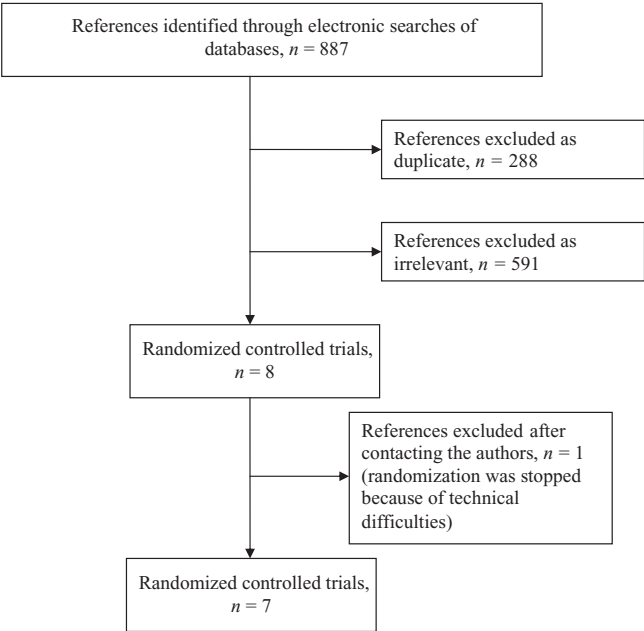 References identified through electronic searches of
databases, n = 887
References excluded as
duplicate, n = 288
References excluded as
irrelevant, n = 591
Randomized controlled trials,
n = 8
References excluded after
contacting the authors, n = 1
(randomization was stopped
because of technical
difficulties)
Randomized controlled trials,
n = 7